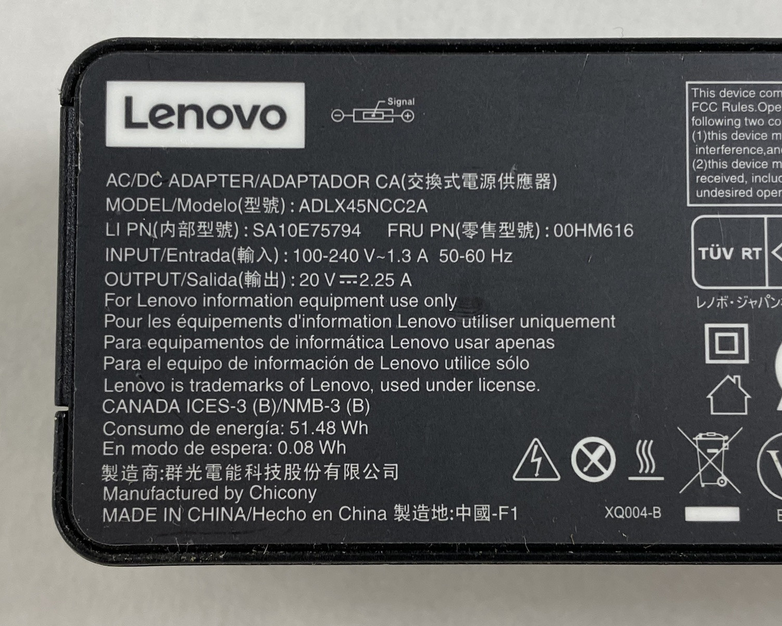 Lenovo
Signal
AC/DC ADAPTER/ADAPTADOR CA(交換式電源供應器)
MODEL/Modelo(型號) : ADLX45NCC2A
LI PN(内部型號) : SA10E75794 FRU PN(零售型號) : 00HM616
INPUT/Entrada(輸入) : 100-240 V~1.3 A 50-60 Hz
OUTPUT/Salida(輸出) : 20 V⎓2.25 A
For Lenovo information equipment use only
Pour les équipements d'information Lenovo utiliser uniquement
Para equipamentos de informática Lenovo usar apenas
Para el equipo de información de Lenovo utilice sólo
Lenovo is trademarks of Lenovo, used under license.
CANADA ICES-3 (B)/NMB-3 (B)
Consumo de energía: 51.48 Wh
En modo de espera: 0.08 Wh
製造商:群光電能科技股份有限公司
Manufactured by Chicony
MADE IN CHINA/Hecho en China 製造地:中國-F1
XQ004-B
This device com
FCC Rules.Ope
following two co
(1)this device m
interference,and
(2)this device m
received, includ
undesired oper
TÜV RT
レノボ・ジャパン